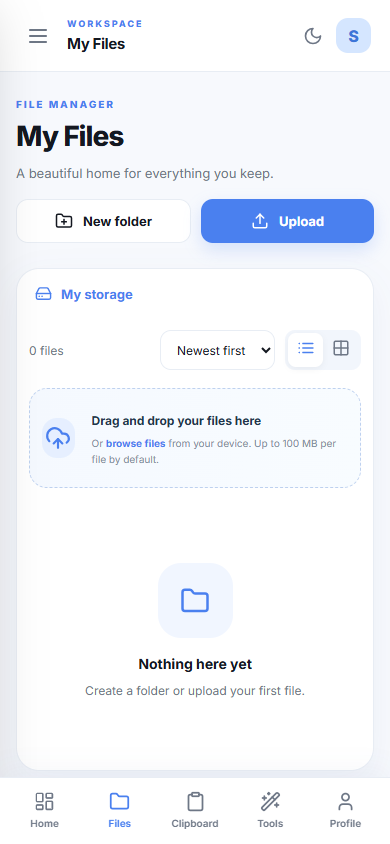 WORKSPACE
My Files
S
FILE MANAGER
My Files
A beautiful home for everything you keep.
New folder
Upload
My storage
0 files
Newest first
Drag and drop your files here
Or browse files from your device. Up to 100 MB per
file by default.
Nothing here yet
Create a folder or upload your first file.
Home
Files
Clipboard
Tools
Profile